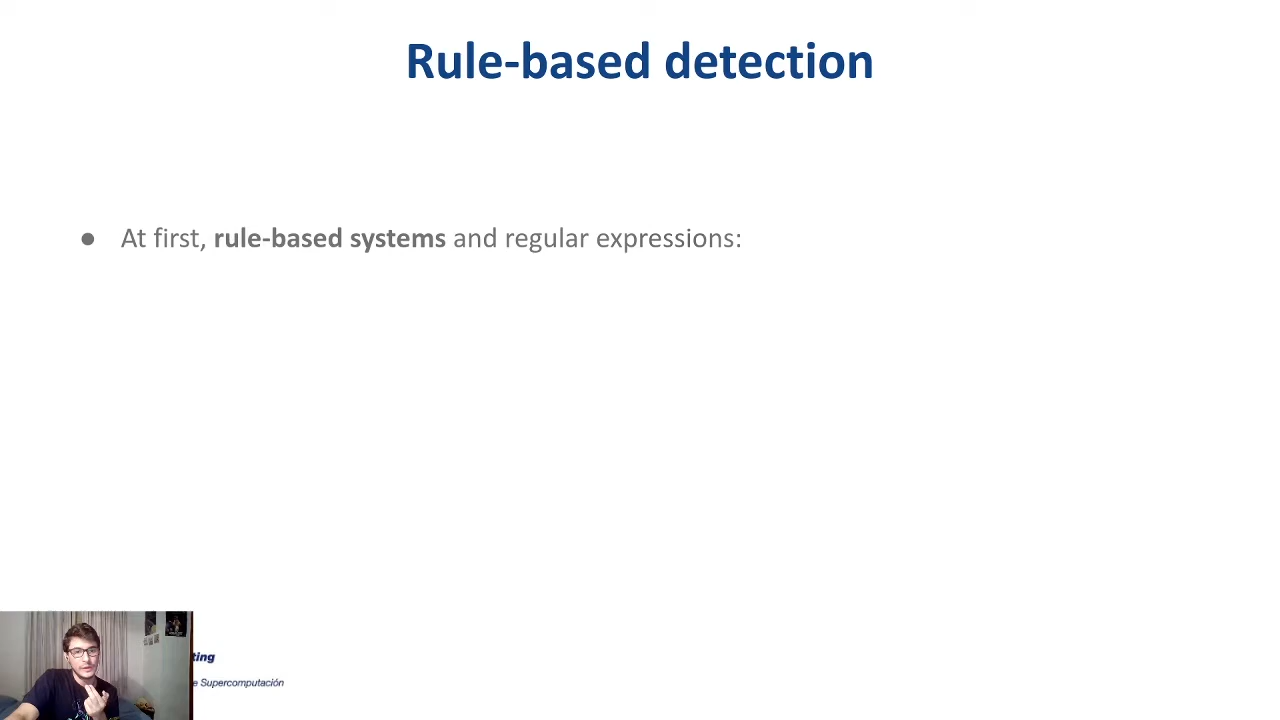 Rule-based detection
● At first, rule-based systems and regular expressions:
ting
e Supercomputación